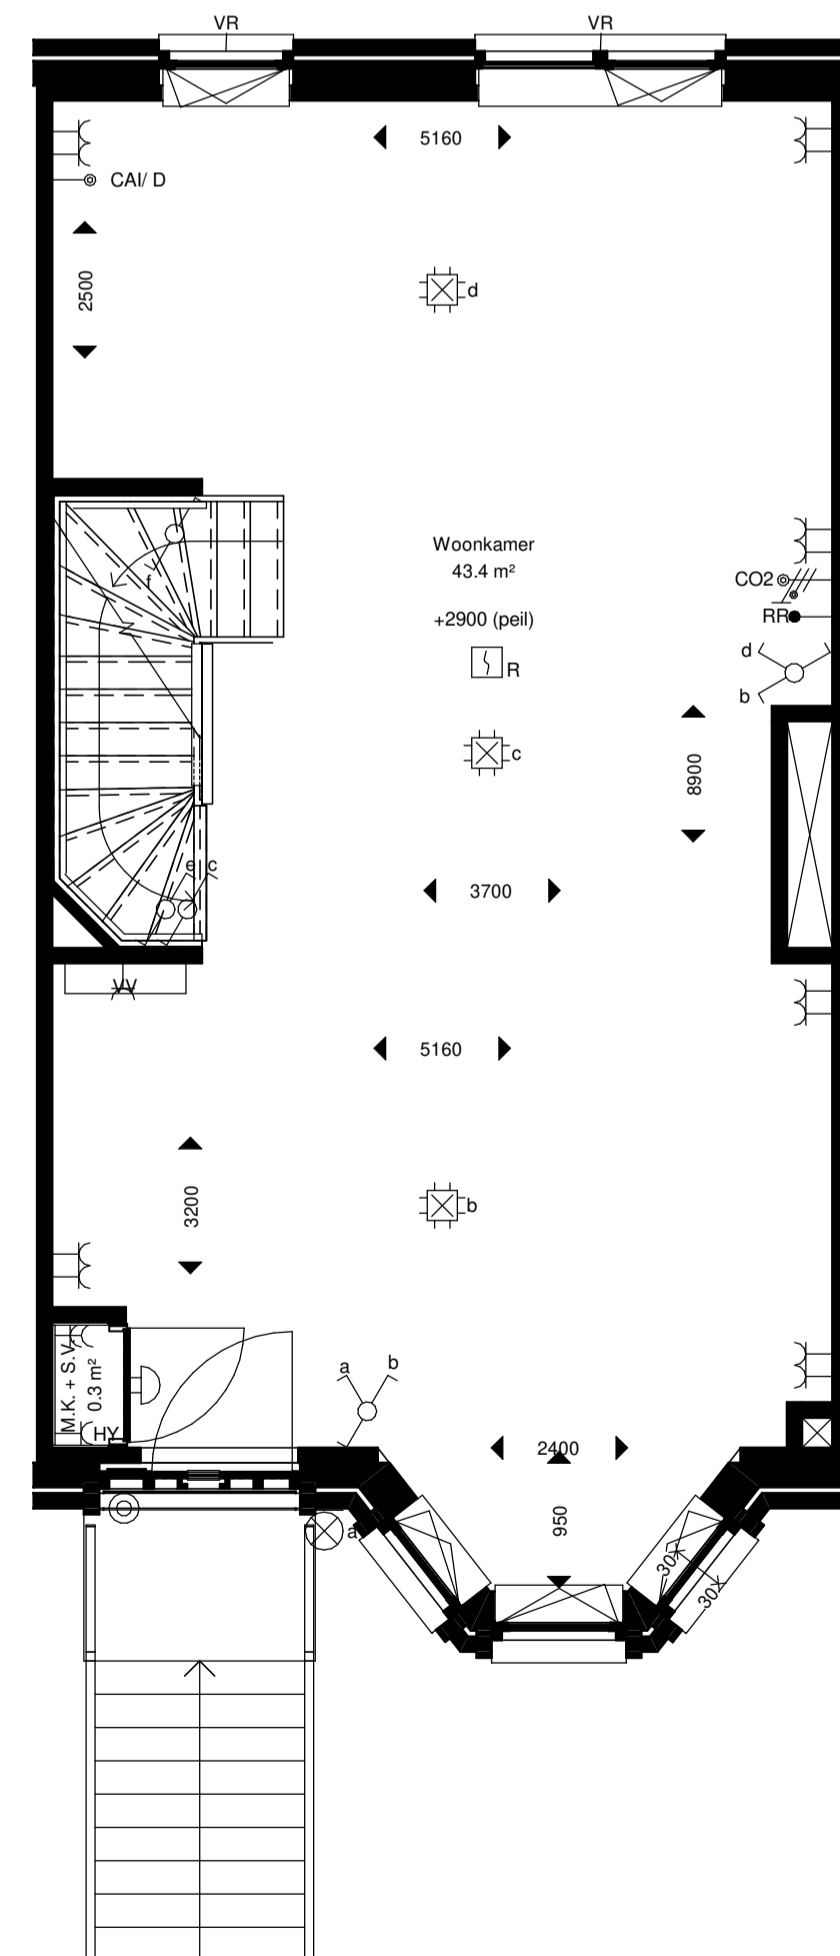 VR VR
5160
CAI/ D
2500
d
Woonkamer
43.4 m²
f
CO2
+2900 (peil)
RR
d
R
b
c
8900
e c
3700
VV
5160
3200
b
M.K. + S.V.
0.3 m²
HY
a b
2400
950
a
30
30